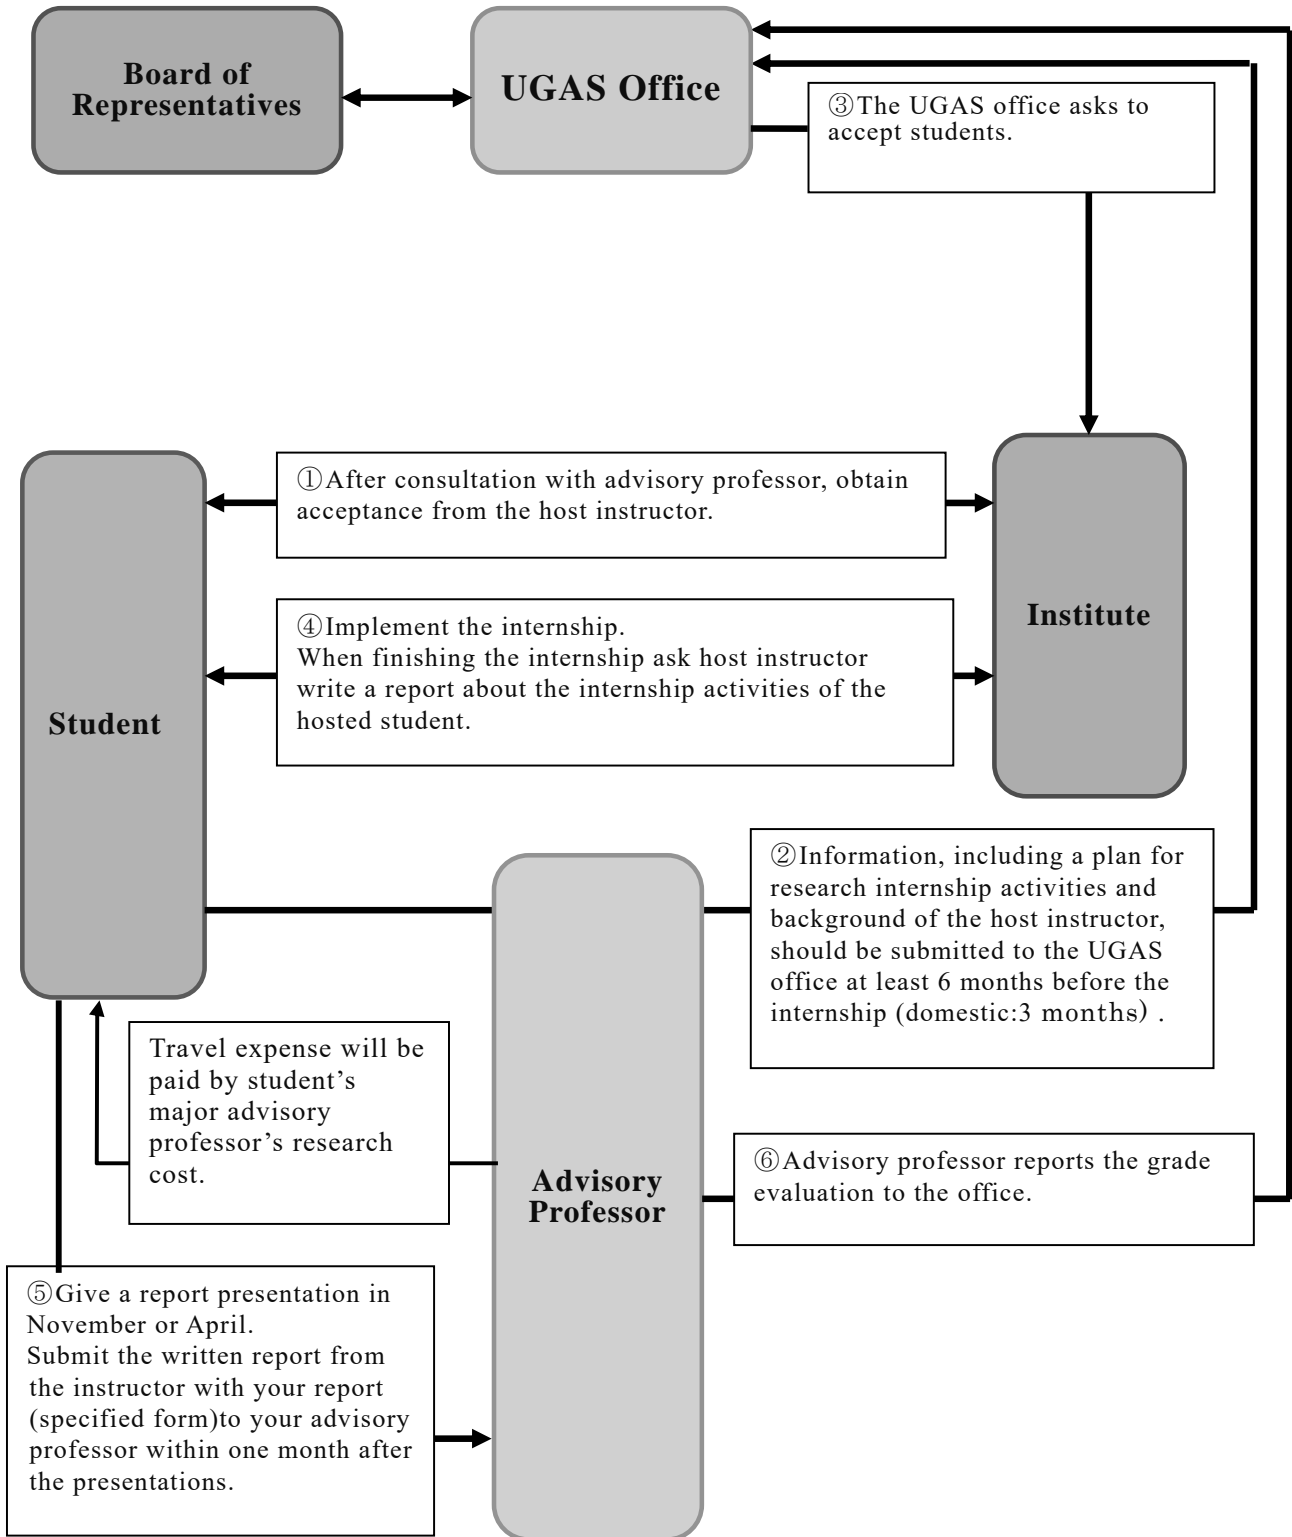 Board of
Representatives
UGAS Office
③The UGAS office asks to
accept students.
①After consultation with advisory professor, obtain
acceptance from the host instructor.
④Implement the internship.
When finishing the internship ask host instructor
write a report about the internship activities of the
hosted student.
Institute
Student
②Information, including a plan for
research internship activities and
background of the host instructor,
should be submitted to the UGAS
office at least 6 months before the
internship (domestic:3 months) .
Travel expense will be
paid by student’s
major advisory
professor’s research
cost.
Advisory
Professor
⑥Advisory professor reports the grade
evaluation to the office.
⑤Give a report presentation in
November or April.
Submit the written report from
the instructor with your report
(specified form)to your advisory
professor within one month after
the presentations.